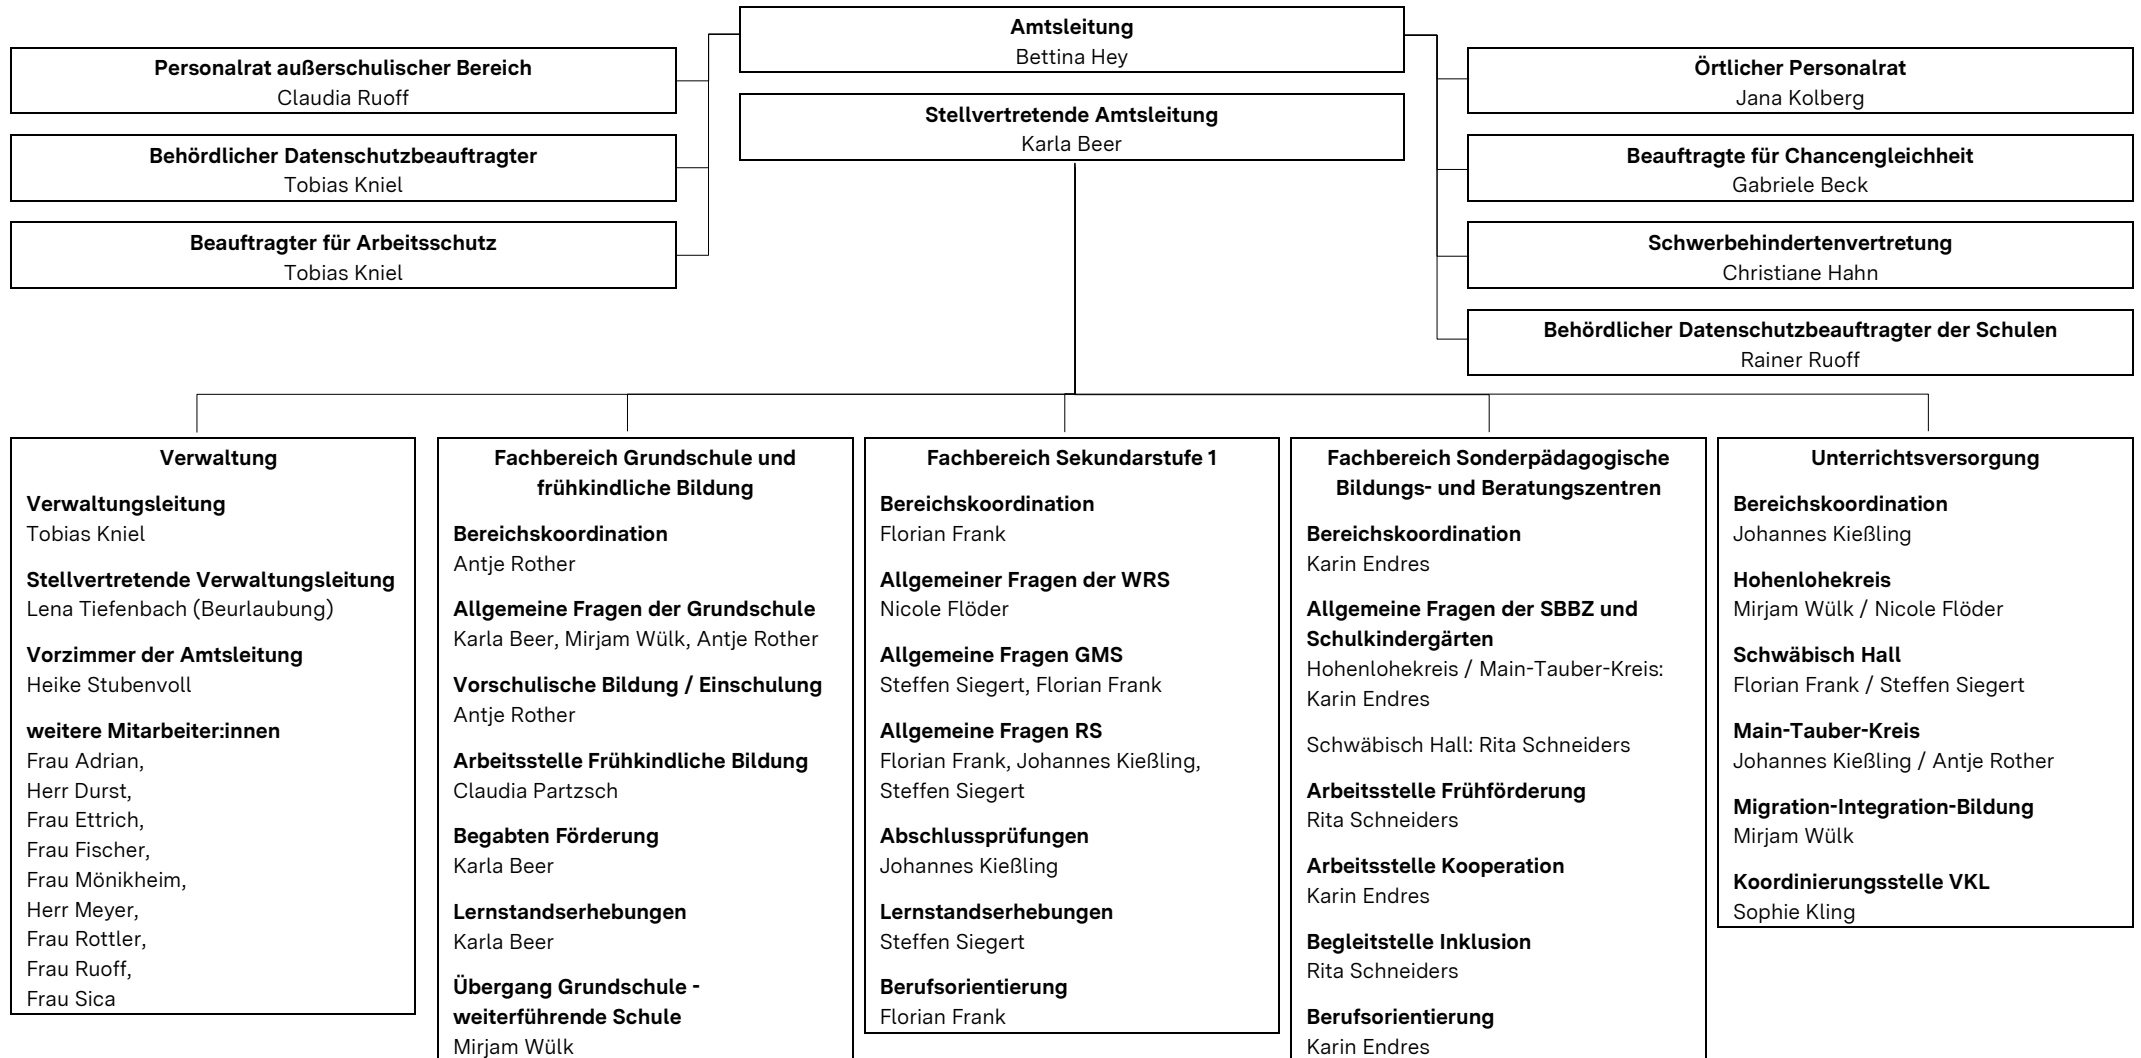 Amtsleitung
Bettina Hey
Stellvertretende Amtsleitung
Karla Beer
Personalrat außerschulischer Bereich
Claudia Ruoff
Behördlicher Datenschutzbeauftragter
Tobias Kniel
Beauftragter für Arbeitsschutz
Tobias Kniel
Örtlicher Personalrat
Jana Kolberg
Beauftragte für Chancengleichheit
Gabriele Beck
Schwerbehindertenvertretung
Christiane Hahn
Behördlicher Datenschutzbeauftragter der Schulen
Rainer Ruoff
Verwaltung
Verwaltungsleitung
Tobias Kniel
Stellvertretende Verwaltungsleitung
Lena Tiefenbach (Beurlaubung)
Vorzimmer der Amtsleitung
Heike Stubenvoll
weitere Mitarbeiter:innen
Frau Adrian,
Herr Durst,
Frau Ettrich,
Frau Fischer,
Frau Mönikheim,
Herr Meyer,
Frau Rottler,
Frau Ruoff,
Frau Sica
Fachbereich Grundschule und
frühkindliche Bildung
Bereichskoordination
Antje Rother
Allgemeine Fragen der Grundschule
Karla Beer, Mirjam Wülk, Antje Rother
Vorschulische Bildung / Einschulung
Antje Rother
Arbeitsstelle Frühkindliche Bildung
Claudia Partzsch
Begabten Förderung
Karla Beer
Lernstandserhebungen
Karla Beer
Übergang Grundschule -
weiterführende Schule
Mirjam Wülk
Fachbereich Sekundarstufe 1
Bereichskoordination
Florian Frank
Allgemeiner Fragen der WRS
Nicole Flöder
Allgemeine Fragen GMS
Steffen Siegert, Florian Frank
Allgemeine Fragen RS
Florian Frank, Johannes Kießling,
Steffen Siegert
Abschlussprüfungen
Johannes Kießling
Lernstandserhebungen
Steffen Siegert
Berufsorientierung
Florian Frank
Fachbereich Sonderpädagogische
Bildungs- und Beratungszentren
Bereichskoordination
Karin Endres
Allgemeine Fragen der SBBZ und
Schulkindergärten
Hohenlohekreis / Main-Tauber-Kreis:
Karin Endres
Schwäbisch Hall: Rita Schneiders
Arbeitsstelle Frühförderung
Rita Schneiders
Arbeitsstelle Kooperation
Karin Endres
Begleitstelle Inklusion
Rita Schneiders
Berufsorientierung
Karin Endres
Unterrichtsversorgung
Bereichskoordination
Johannes Kießling
Hohenlohekreis
Mirjam Wülk / Nicole Flöder
Schwäbisch Hall
Florian Frank / Steffen Siegert
Main-Tauber-Kreis
Johannes Kießling / Antje Rother
Migration-Integration-Bildung
Mirjam Wülk
Koordinierungsstelle VKL
Sophie Kling